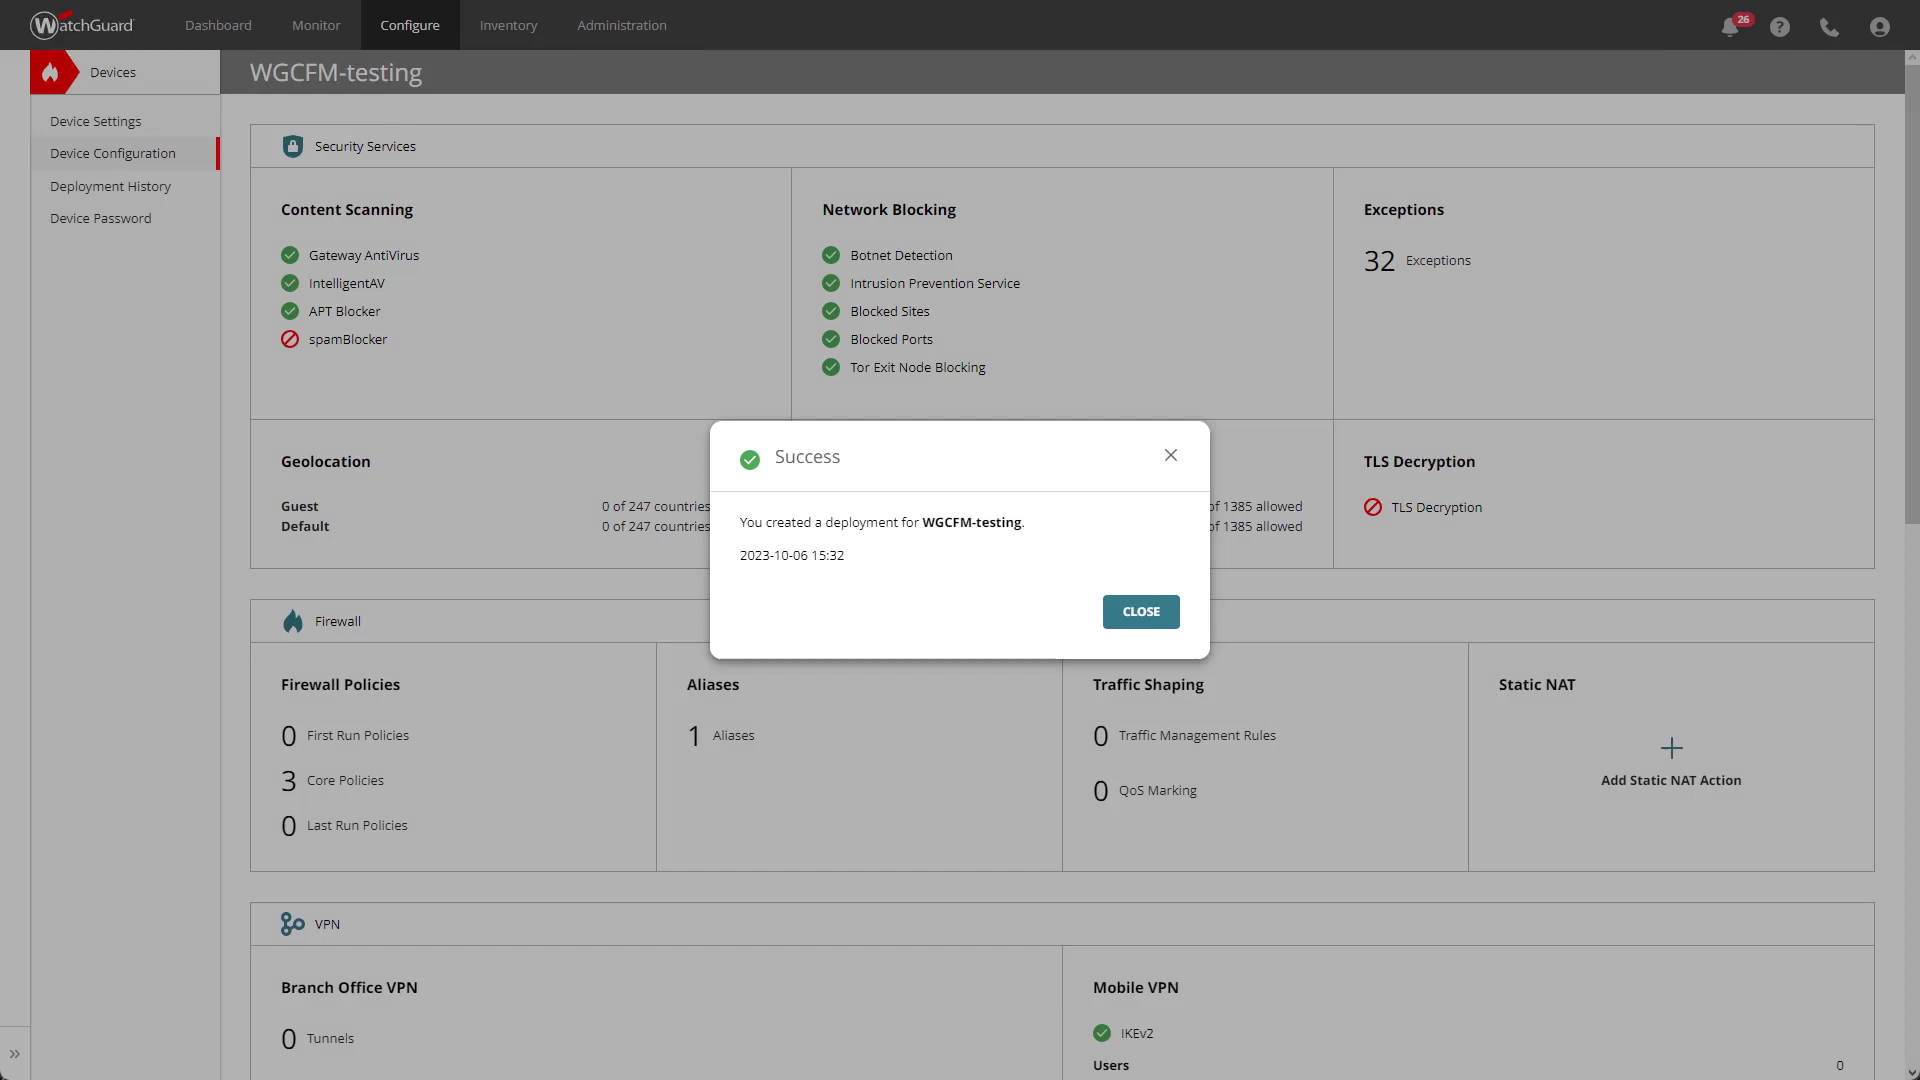 WatchGuard
Dashboard
Monitor
Configure
Inventory
Administration
26
Devices
WGCFM-testing
Device Settings
Device Configuration
Deployment History
Device Password
Security Services
Content Scanning
Gateway AntiVirus
IntelligentAV
APT Blocker
spamBlocker
Network Blocking
Botnet Detection
Intrusion Prevention Service
Blocked Sites
Blocked Ports
Tor Exit Node Blocking
Exceptions
32 Exceptions
Geolocation
Guest 0 of 247 countries
Default 0 of 247 countries
of 1385 allowed
of 1385 allowed
TLS Decryption
TLS Decryption
Success
You created a deployment for WGCFM-testing.
2023-10-06 15:32
CLOSE
Firewall
Firewall Policies
0 First Run Policies
3 Core Policies
0 Last Run Policies
Aliases
1 Aliases
Traffic Shaping
0 Traffic Management Rules
0 QoS Marking
Static NAT
Add Static NAT Action
VPN
Branch Office VPN
0 Tunnels
Mobile VPN
IKEv2
Users 0